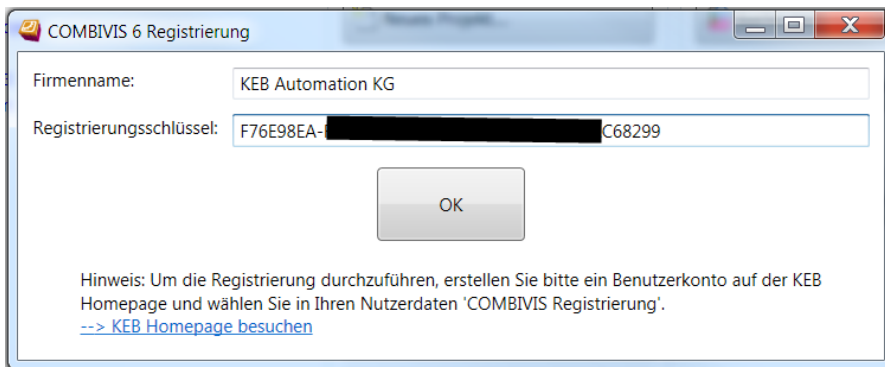 COMBIVIS 6 Registrierung
Firmenname:
KEB Automation KG
Registrierungsschlüssel:
F76E98EA- C68299
OK
Hinweis: Um die Registrierung durchzuführen, erstellen Sie bitte ein Benutzerkonto auf der KEB
Homepage und wählen Sie in Ihren Nutzerdaten 'COMBIVIS Registrierung'.
--> KEB Homepage besuchen